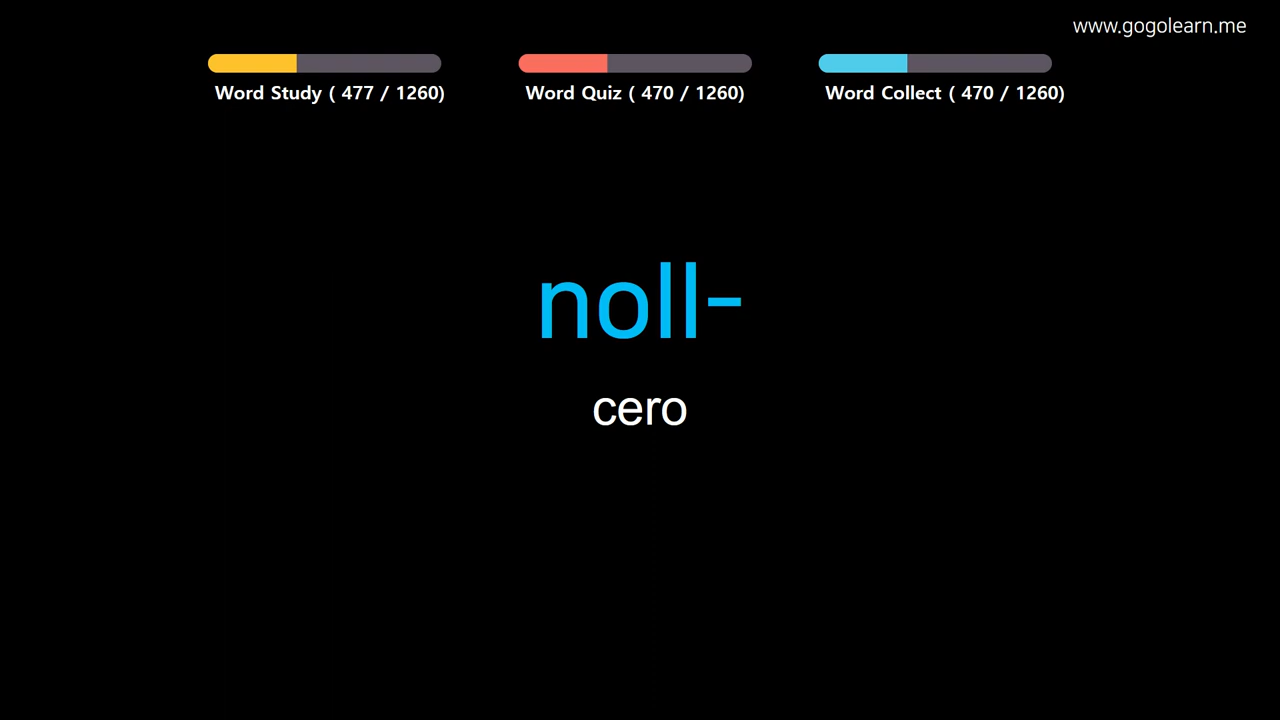 www.gogolearn.me
Word Study ( 477 / 1260)
Word Quiz ( 470 / 1260)
Word Collect ( 470 / 1260)
noll-
cero